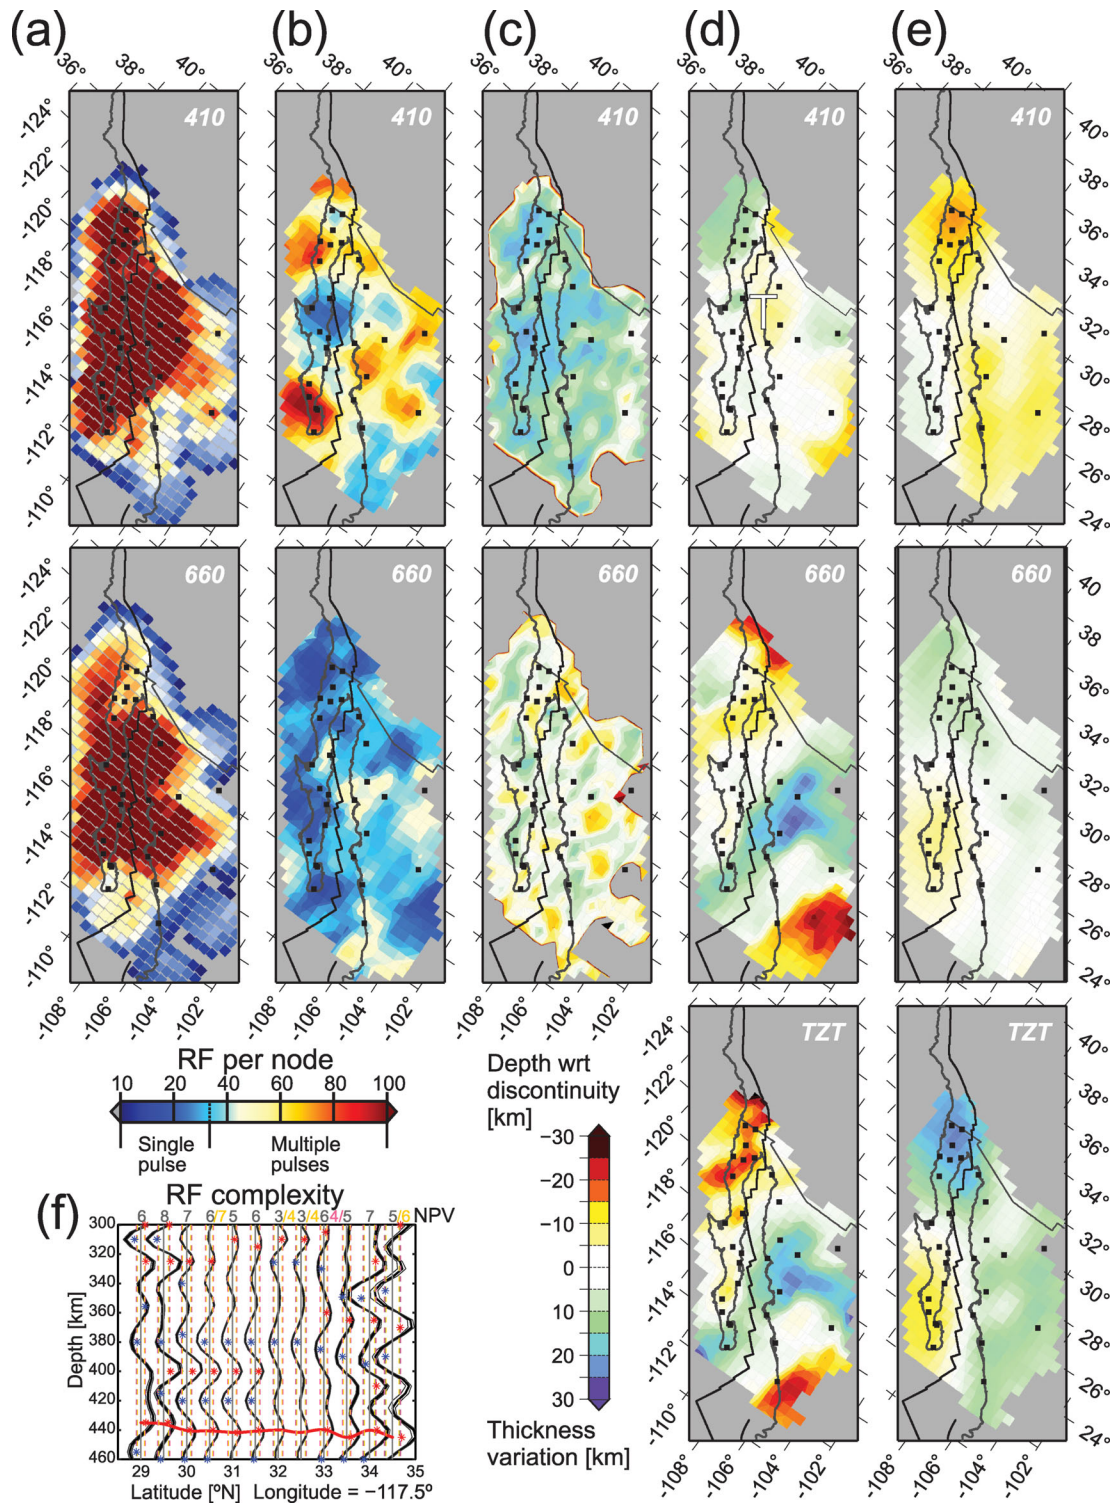 (a) (b) (c) (d) (e)
36° 38° 40° 36° 38° 40° 36° 38° 40° 36° 38° 40°
410 410 410 410 410
-124° -122° -120° -118° -116° -114° -112° -110°
T
40° 38° 36° 34° 32° 30° 28° 26° 24°
660 660 660 660 660
-124° -122° -120° -118° -116° -114° -112° -110°
40 38 36° 34° 32° 30° 28° 26° 24°
-108° -106° -104° -102° -108° -106° -104° -102° -108° -106° -104° -102°
TZT TZT
-124° -122° -120° -118° -116° -114° -112° -110°
40° 38° 36° 34° 32° 30° 28° 26° 24°
-108° -106° -104° -102° -108° -106° -104° -102°
RF per node
10 20 40 60 80 100
Single pulse
Multiple pulses
RF complexity
Depth wrt
discontinuity
[km]
-30
-20
-10
0
10
20
30
Thickness
variation [km]
(f)
6 8 7 6/7 5 6 3/4 3/4 6 4/5 7 5/6 NPV
300
320
340
360
380
400
420
440
460
Depth [km]
29 30 31 32 33 34 35
Latitude [ºN] Longitude = −117.5º